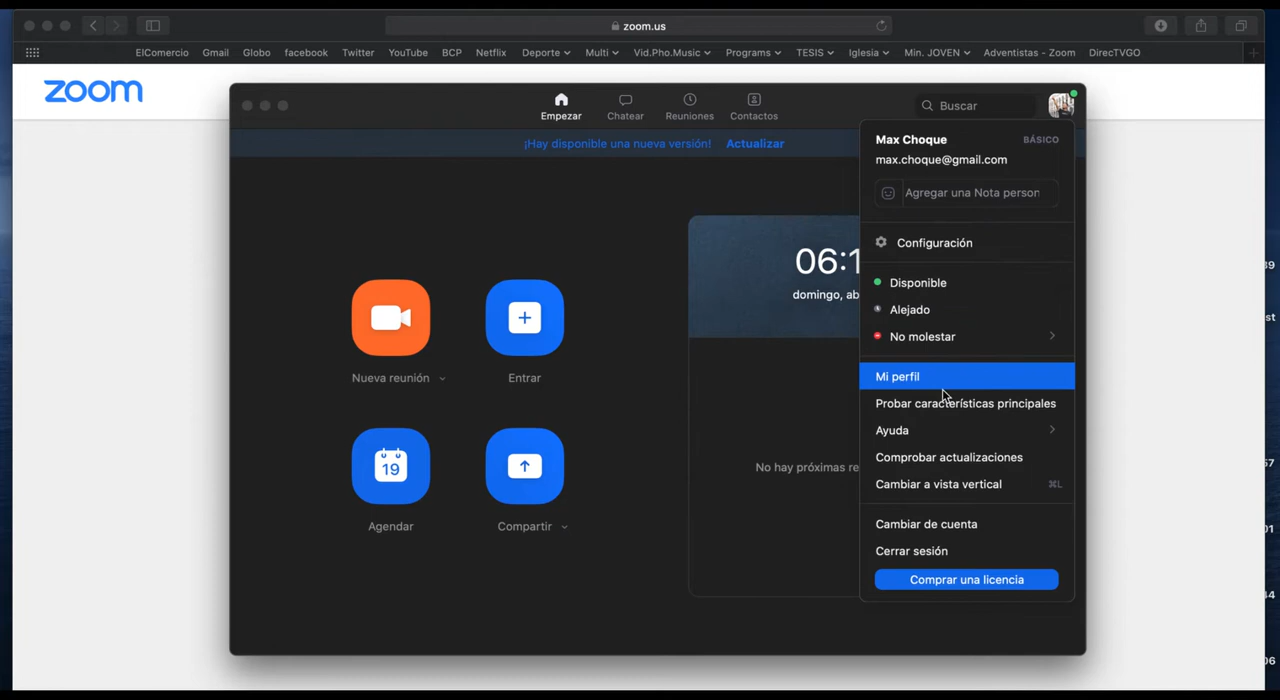 zoom.us
ElComercio Gmail Globo facebook Twitter YouTube BCP Netflix Deporte Multi Vid.Pho.Music Programs TESIS Iglesia Min. JOVEN Adventistas - Zoom DirecTVGO
zoom
Empezar Chatear Reuniones Contactos
Buscar
¡Hay disponible una nueva versión! Actualizar
Max Choque BÁSICO
max.choque@gmail.com
Agregar una Nota person
Configuración
Disponible
Alejado
No molestar
Mi perfil
Probar características principales
Ayuda
Comprobar actualizaciones
Cambiar a vista vertical ⌘L
Cambiar de cuenta
Cerrar sesión
Comprar una licencia
06:1
domingo, ab
No hay próximas re
Nueva reunión
Entrar
19
Agendar
Compartir